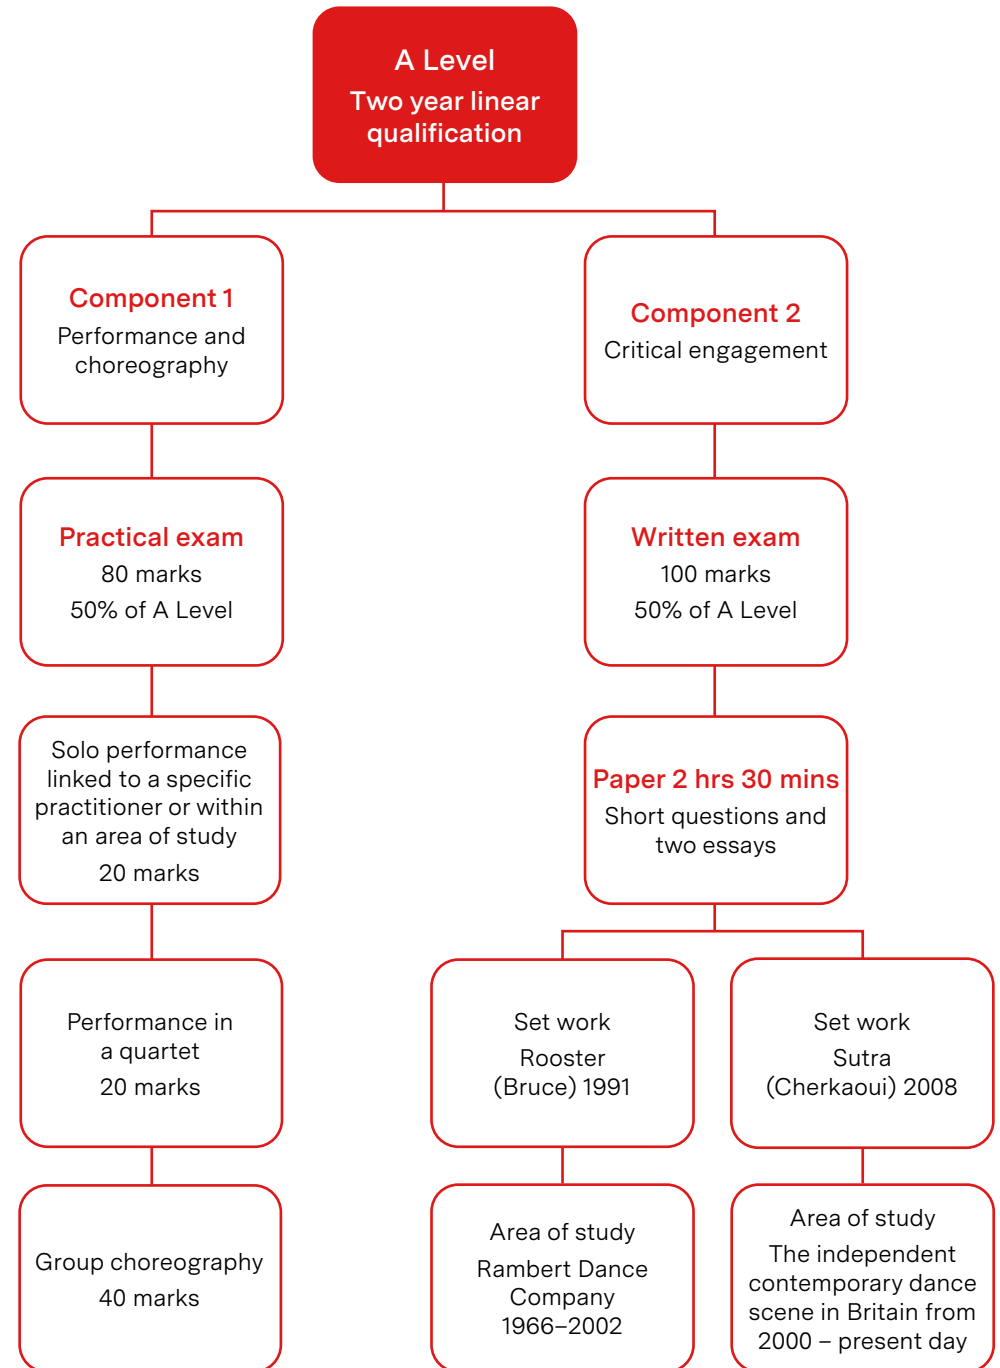 A Level
Two year linear
qualification
Component 1
Performance and
choreography
Component 2
Critical engagement
Practical exam
80 marks
50% of A Level
Written exam
100 marks
50% of A Level
Solo performance
linked to a specific
practitioner or within
an area of study
20 marks
Paper 2 hrs 30 mins
Short questions and
two essays
Performance in
a quartet
20 marks
Set work
Rooster
(Bruce) 1991
Set work
Sutra
(Cherkaoui) 2008
Group choreography
40 marks
Area of study
Rambert Dance
Company
1966–2002
Area of study
The independent
contemporary dance
scene in Britain from
2000 – present day